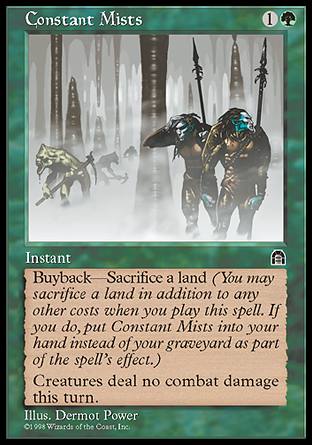 Constant Mists 1
Instant
Buyback—Sacrifice a land (You may
sacrifice a land in addition to any
other costs when you play this spell. If
you do, put Constant Mists into your
hand instead of your graveyard as part
of the spell's effect.)
Creatures deal no combat damage
this turn.
Illus. Dermot Power
©1998 Wizards of the Coast, Inc.